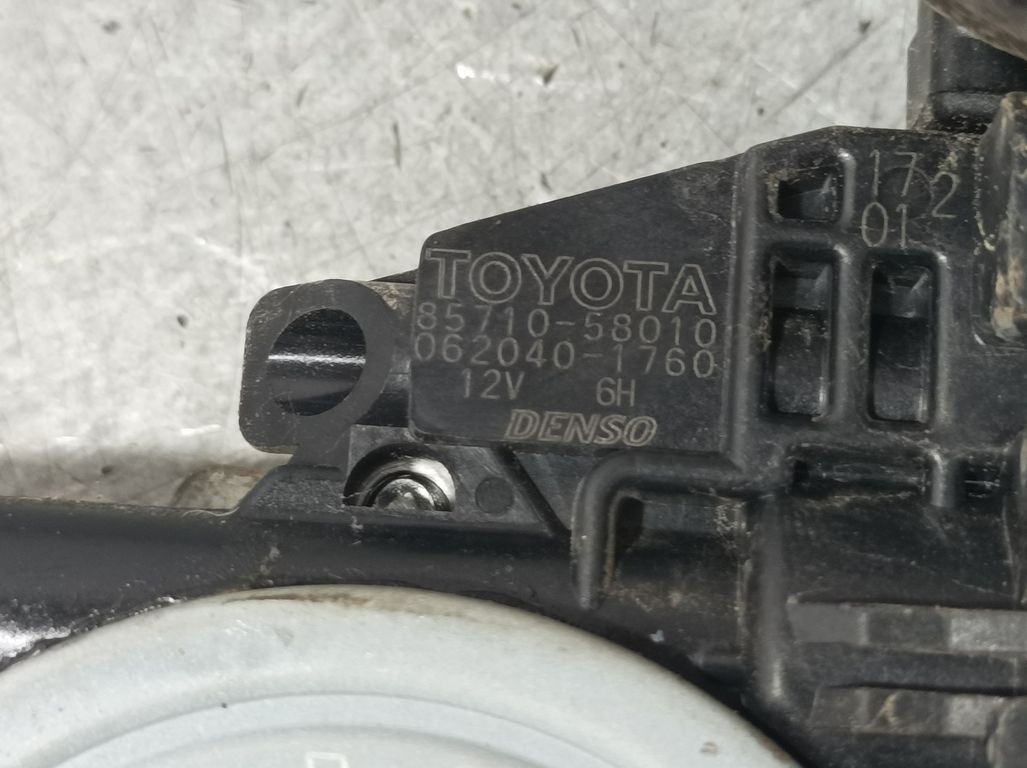 17 2
01
TOYOTA
85710-58010
062040-1760
12V 6H
DENSO